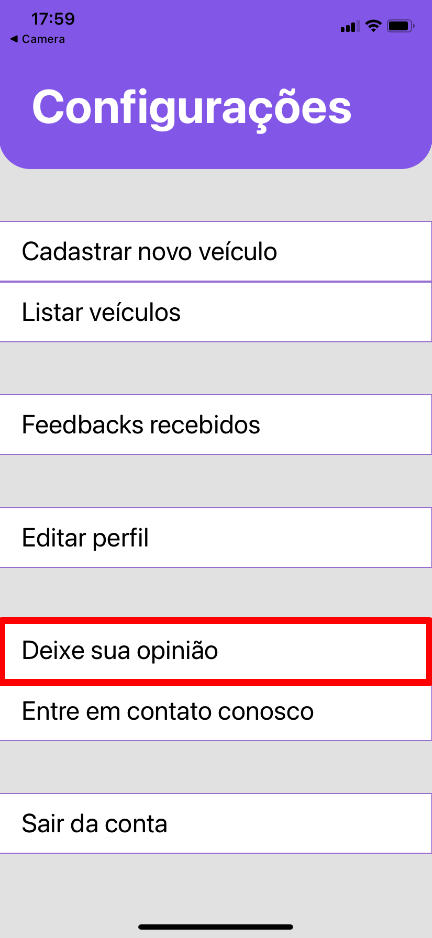 17:59
◀ Camera
Configurações
Cadastrar novo veículo
Listar veículos
Feedbacks recebidos
Editar perfil
Deixe sua opinião
Entre em contato conosco
Sair da conta